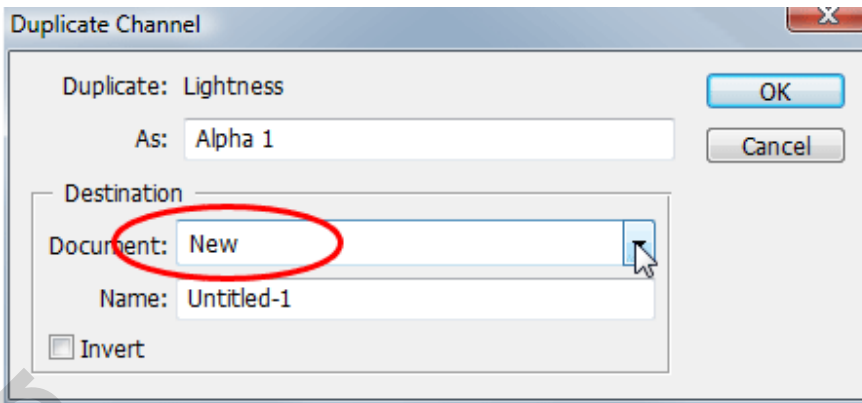 Duplicate Channel
Duplicate: Lightness
OK
As: Alpha 1
Cancel
Destination
Document: New
Name: Untitled-1
Invert